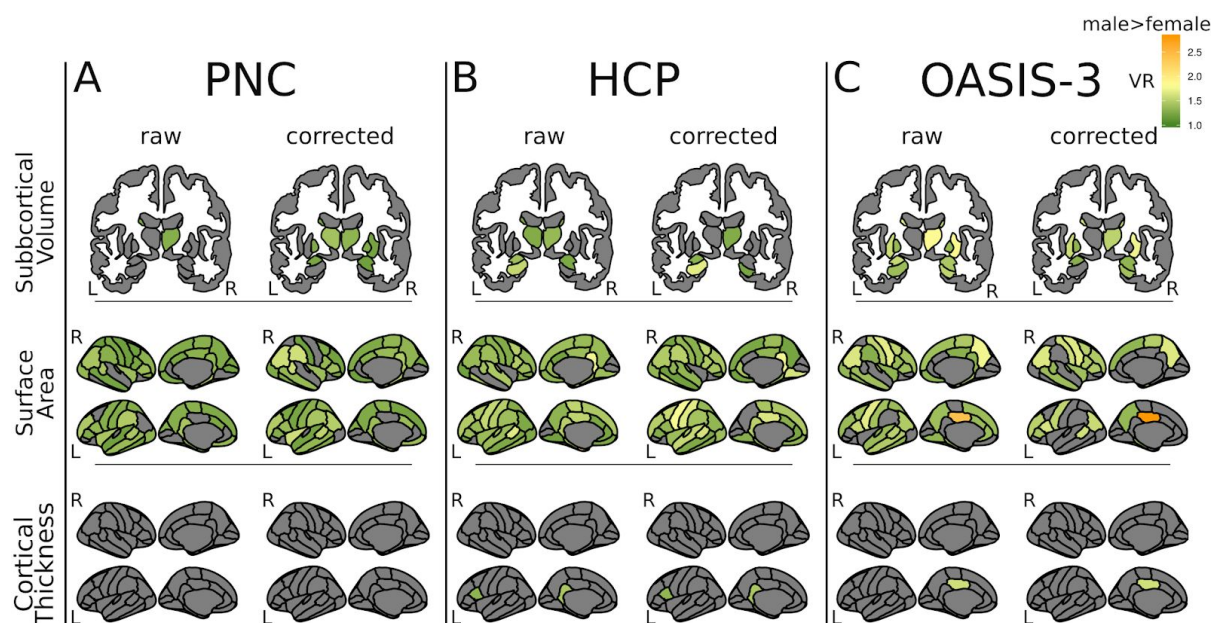 male>female
A PNC B HCP C OASIS-3
VR
2.5
2.0
1.5
1.0
raw corrected raw corrected raw corrected
Subbcortical
Volume
L R L R L R
R R R R R R
Surface
Area
L L L L L L
R R R R R R
Cortical
Thickness
L L L L L L